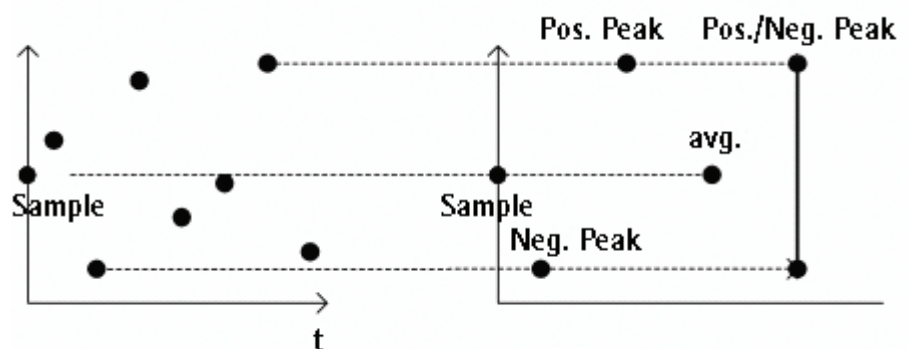 Pos. Peak
Pos./Neg. Peak
avg.
Sample
Sample
Neg. Peak
t